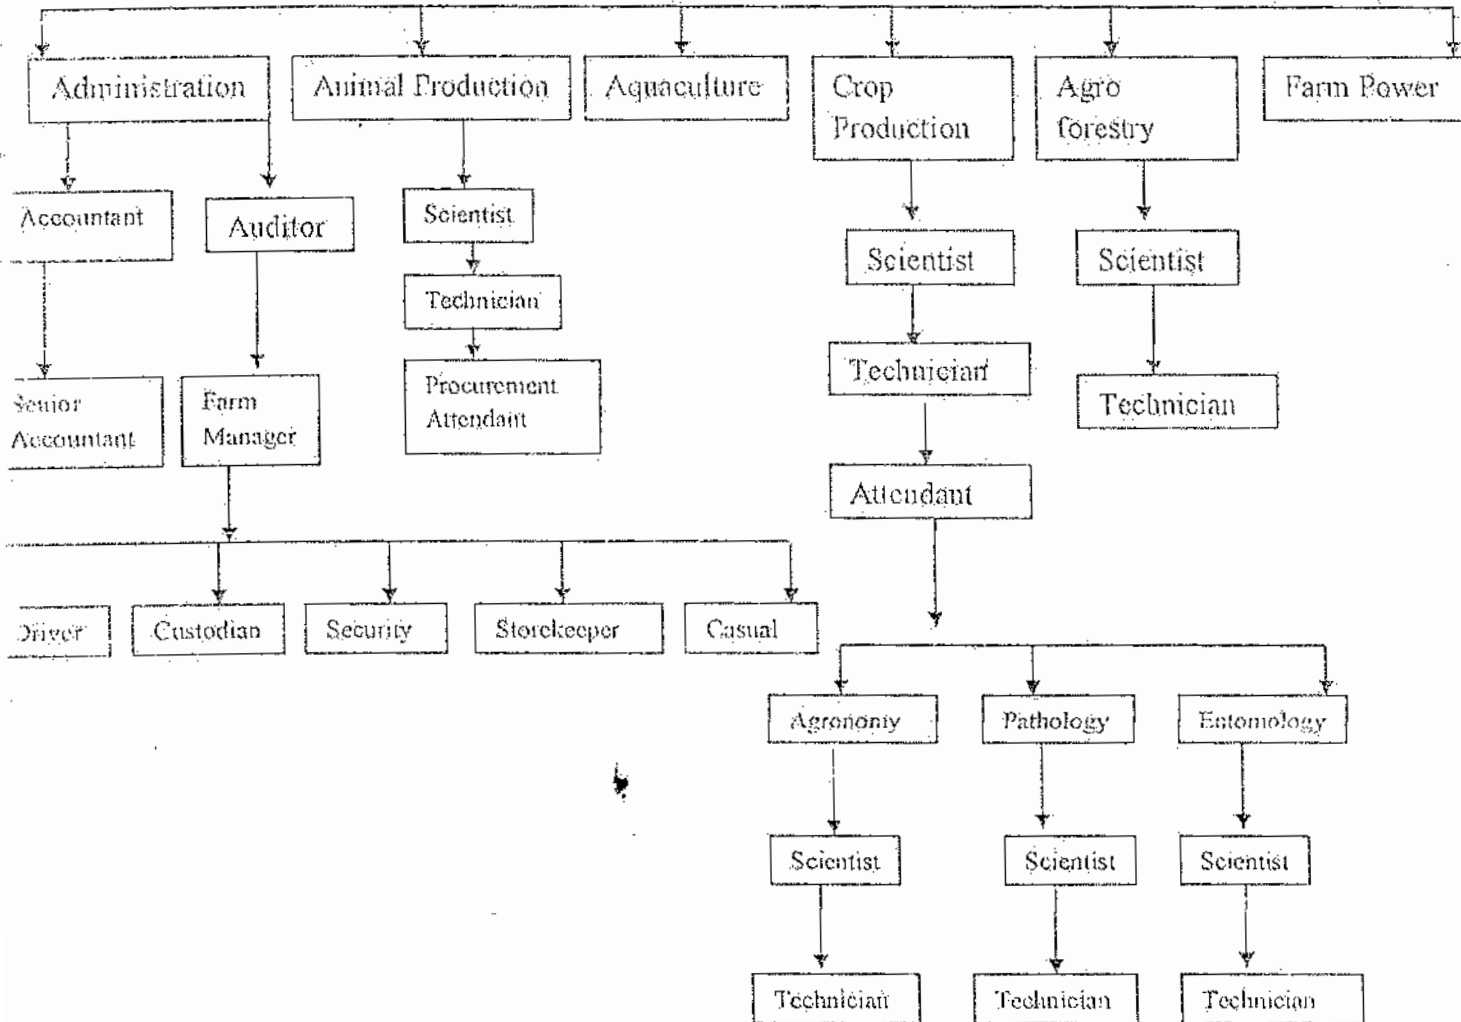 Administration
Animal Production
Aquaculture
Crop
Production
Agro
forestry
Farm Power
Accountant
Auditor
Scientist
Scientist
Scientist
Technician
Technician
Technician
Senior
Accountant
Farm
Manager
Procurement
Attendant
Attendant
Driver
Custodian
Security
Storekeeper
Casual
Agronomy
Pathology
Entomology
Scientist
Scientist
Scientist
Technician
Technician
Technician